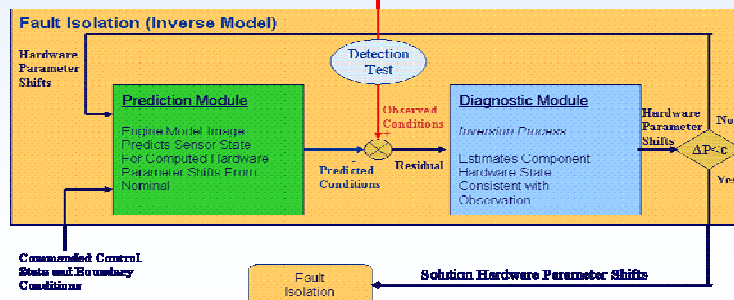 Fault Isolation (Inverse Model)
Hardware
Parameter
Shifts
Detection
Test
Prediction Module
Engine Model Image
Predicts Sensor State
For Computed Hardware
Parameter Shifts From
Nominal
Observed
Conditions
+
-
Predicted
Conditions
Residual
Diagnostic Module
Inversion Process
Estimates Component
Hardware State
Consistent with
Observation
Hardware
Parameter
Shifts
No
ΔP<ε
Yes
Commanded Control
State and Boundary
Conditions
Solution Hardware Parameter Shifts
Fault
Isolation